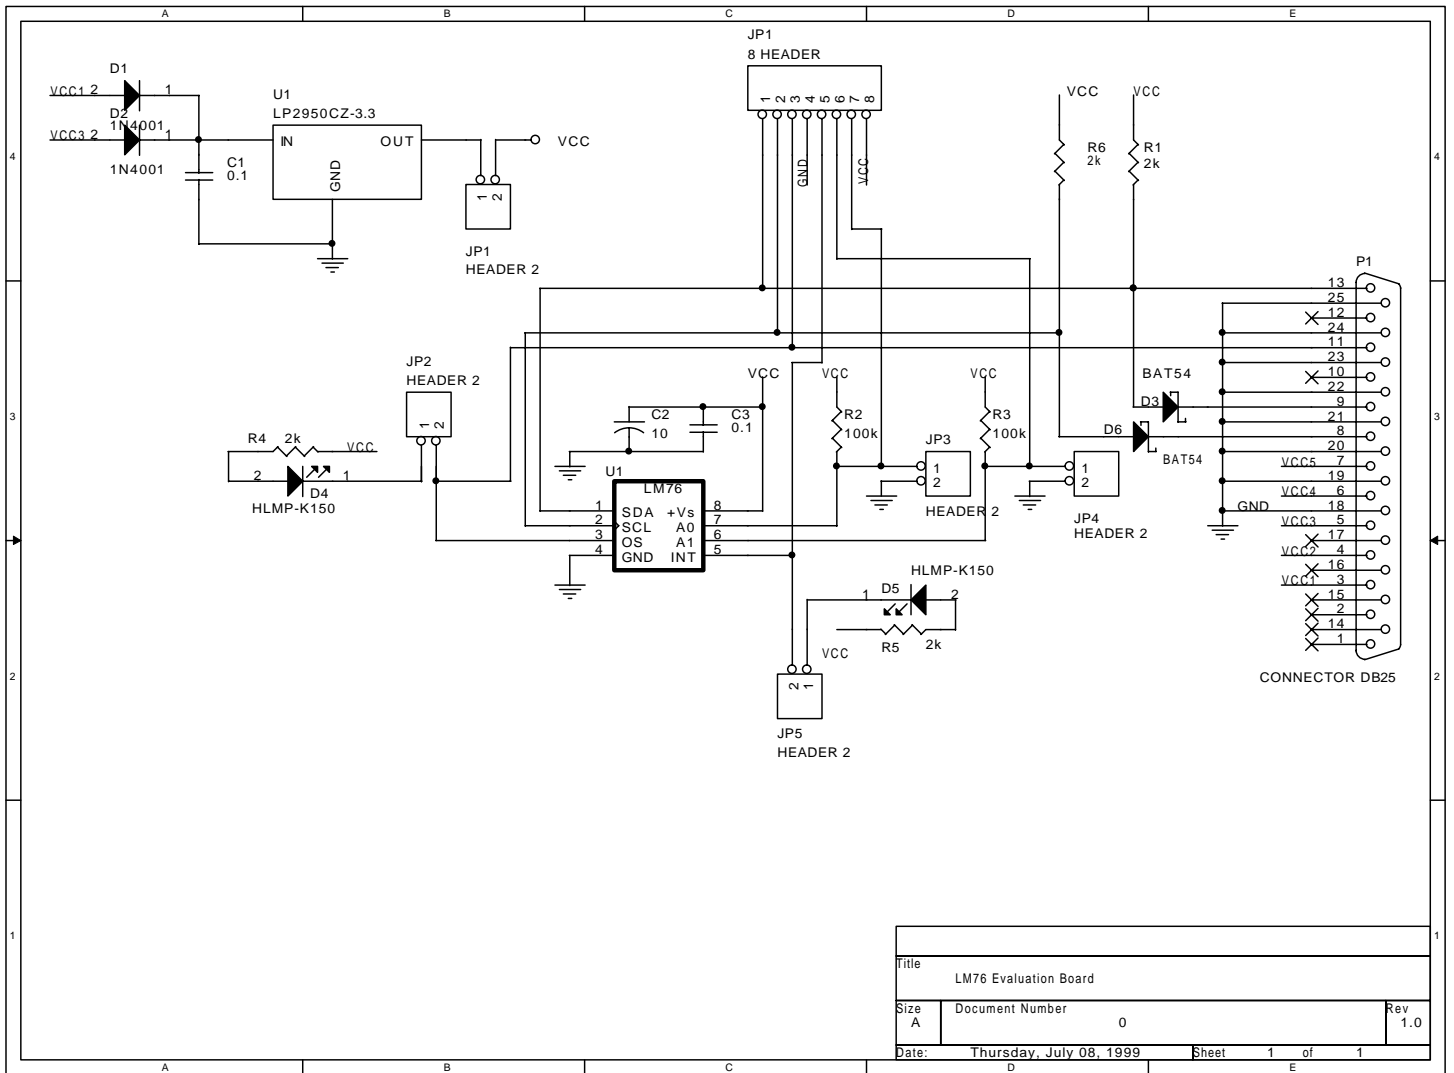 A B C D E
JP1
8 HEADER
1 2 3 4 5 6 7 8
GND
VCC
D1
VCC1 2 1
D2
1N4001
VCC3 2 1
1N4001
C1
0.1
U1
LP2950CZ-3.3
IN OUT
GND
VCC
1 2
JP1
HEADER 2
VCC VCC
R6
2k
R1
2k
4 4
P1
13
25
12
24
11
23
10
22
9
21
8
20
VCC5 7
19
VCC4 6
GND 18
VCC3 5
17
VCC2 4
16
VCC1 3
15
2
14
1
CONNECTOR DB25
BAT54
D3
D6
BAT54
JP2
HEADER 2
1 2
R4 2k VCC
2 1
D4
HLMP-K150
VCC
C2
10
C3
0.1
VCC
R2
100k
VCC
R3
100k
JP3
1
2
HEADER 2
1
2
JP4
HEADER 2
3 3
U1
LM76
1 SDA +Vs 8
2 SCL A0 7
3 OS A1 6
4 GND INT 5
HLMP-K150
1 D5 2
R5 2k
VCC
2 1
JP5
HEADER 2
2 2
1 1
Title
LM76 Evaluation Board
Size Document Number Rev
A 0 1.0
Date: Thursday, July 08, 1999 Sheet 1 of 1
A B C D E